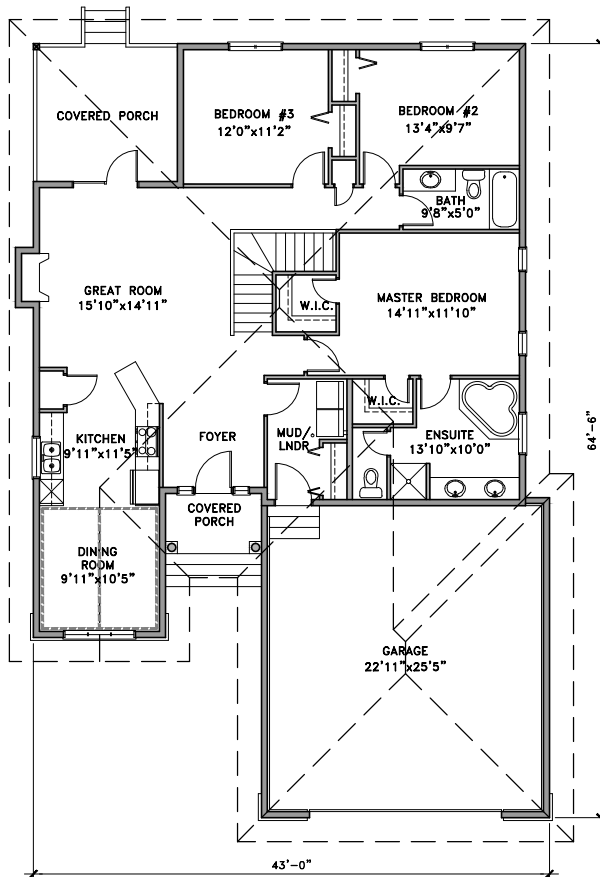 COVERED PORCH
BEDROOM #3
12'0"x11'2"
BEDROOM #2
13'4"x9'7"
BATH
9'8"x5'0"
GREAT ROOM
15'10"x14'11"
W.I.C.
MASTER BEDROOM
14'11"x11'10"
W.I.C.
KITCHEN
9'11"x11'5"
FOYER
MUD/.
LNDR.
ENSUITE
13'10"x10'0"
64'-6"
COVERED
PORCH
DINING
ROOM
9'11"x10'5"
GARAGE
22'11"x25'5"
43'-0"